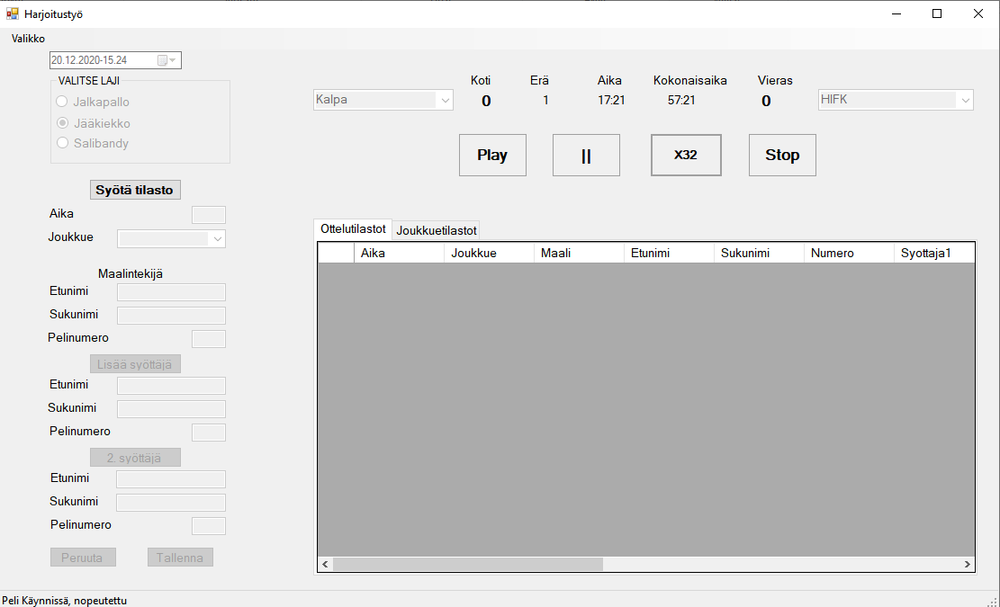 Harjoitustyö
Valikko
20.12.2020-15.24
VALITSE LAJI
Jalkapallo
Jääkiekko
Salibandy
Koti Erä Aika Kokonaisaika Vieras
Kalpa 0 1 17:21 57:21 0 HIFK
Play || X32 Stop
Syötä tilasto
Aika
Joukkue
Maalintekijä
Etunimi
Sukunimi
Pelinumero
Lisää syöttäjä
Etunimi
Sukunimi
Pelinumero
2. syöttäjä
Etunimi
Sukunimi
Pelinumero
Peruuta Tallenna
Ottelutilastot Joukkuetilastot
Aika Joukkue Maali Etunimi Sukunimi Numero Syottaja1
Peli Käynnissä, nopeutettu